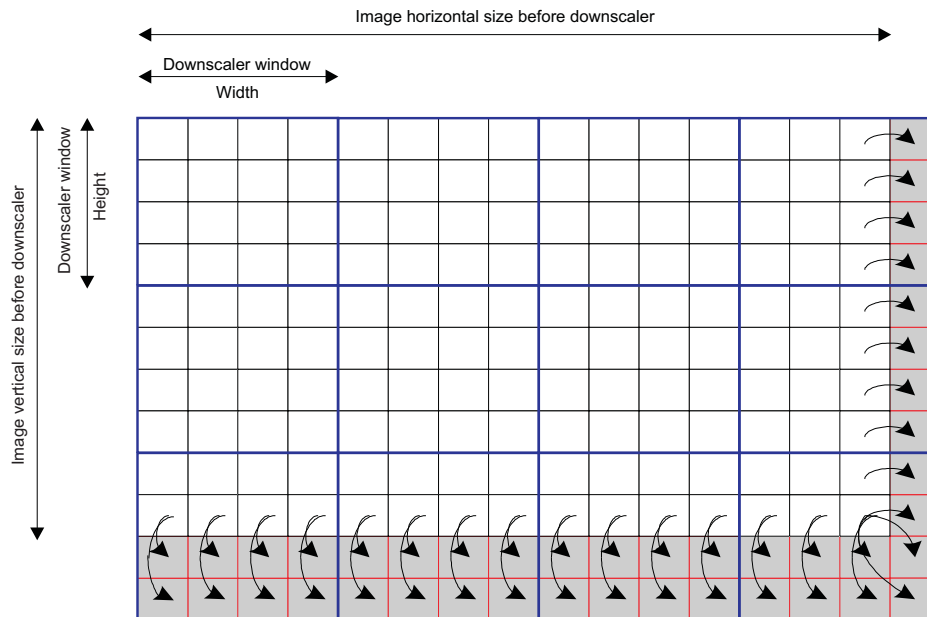 Image horizontal size before downscaler
Downscaler window
Width
Image vertical size before downscaler
Downscaler window
Height